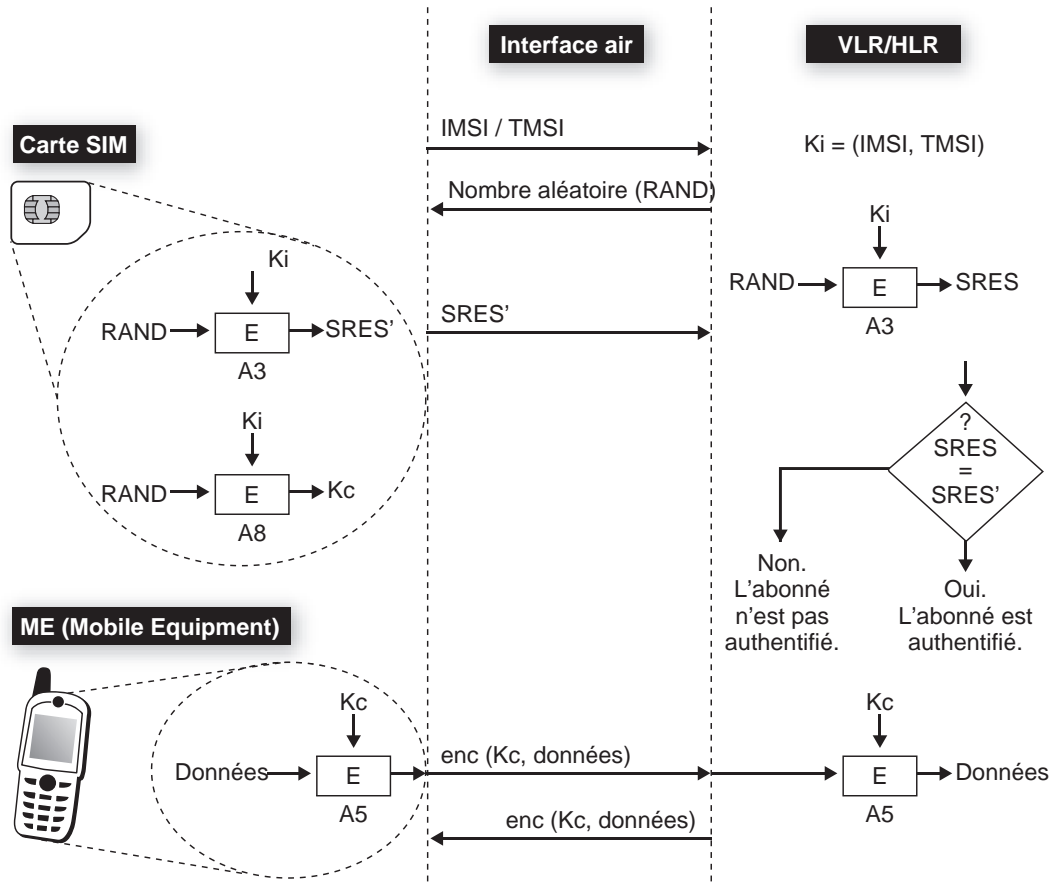 Interface air
VLR/HLR
IMSI / TMSI
Carte SIM
Ki = (IMSI, TMSI)
Nombre aléatoire (RAND)
Ki
Ki
RAND
E
SRES
A3
SRES’
RAND
E
SRES’
A3
?
SRES
=
SRES’
Ki
RAND
E
Kc
A8
Non.
L’abonné
n’est pas
authentifié.
Oui.
L’abonné est
authentifié.
ME (Mobile Equipment)
Kc
Données
E
A5
enc (Kc, données)
Kc
E
Données
A5
enc (Kc, données)